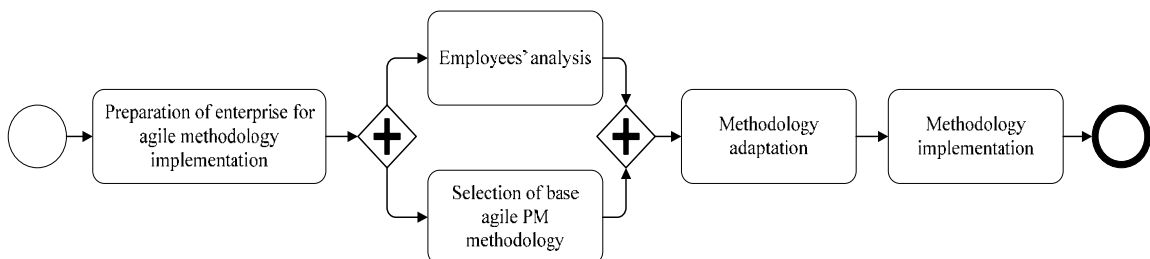 Preparation of enterprise for
agile methodology
implementation
Employees’ analysis
Selection of base
agile PM
methodology
Methodology
adaptation
Methodology
implementation